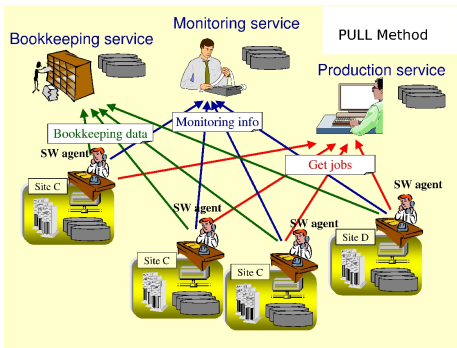 Monitoring service
PULL Method
Bookkeeping service
Production service
Monitoring info
Bookkeeping data
SW agent
Get jobs
SW agent
Site C
SW agent
SW agent
Site D
Site C
Site C